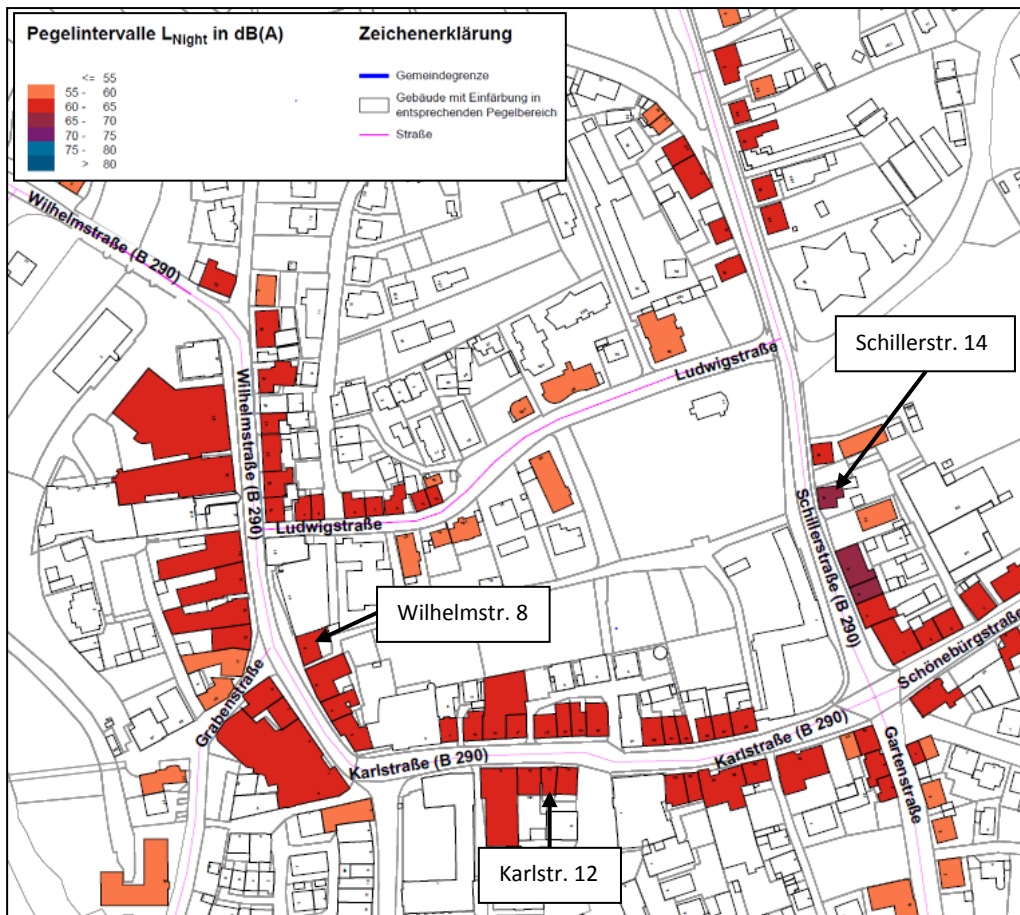 Pegelintervalle LNight in dB(A)
<= 55
55 - 60
60 - 65
65 - 70
70 - 75
75 - 80
> 80
Zeichenerklärung
Gemeindegrenze
Gebäude mit Einfärbung in
entsprechenden Pegelbereich
Straße
Wilhelmstraße (B 290)
Wilhelmstraße (B 290)
Ludwigstraße
Schillerstr. 14
Ludwigstraße
Schillerstraße (B 290)
Wilhelmstr. 8
Schönebürgstraße
Grabenstraße
Karlstraße (B 290)
Karlstraße (B 290)
Gartenstraße
Karlstr. 12